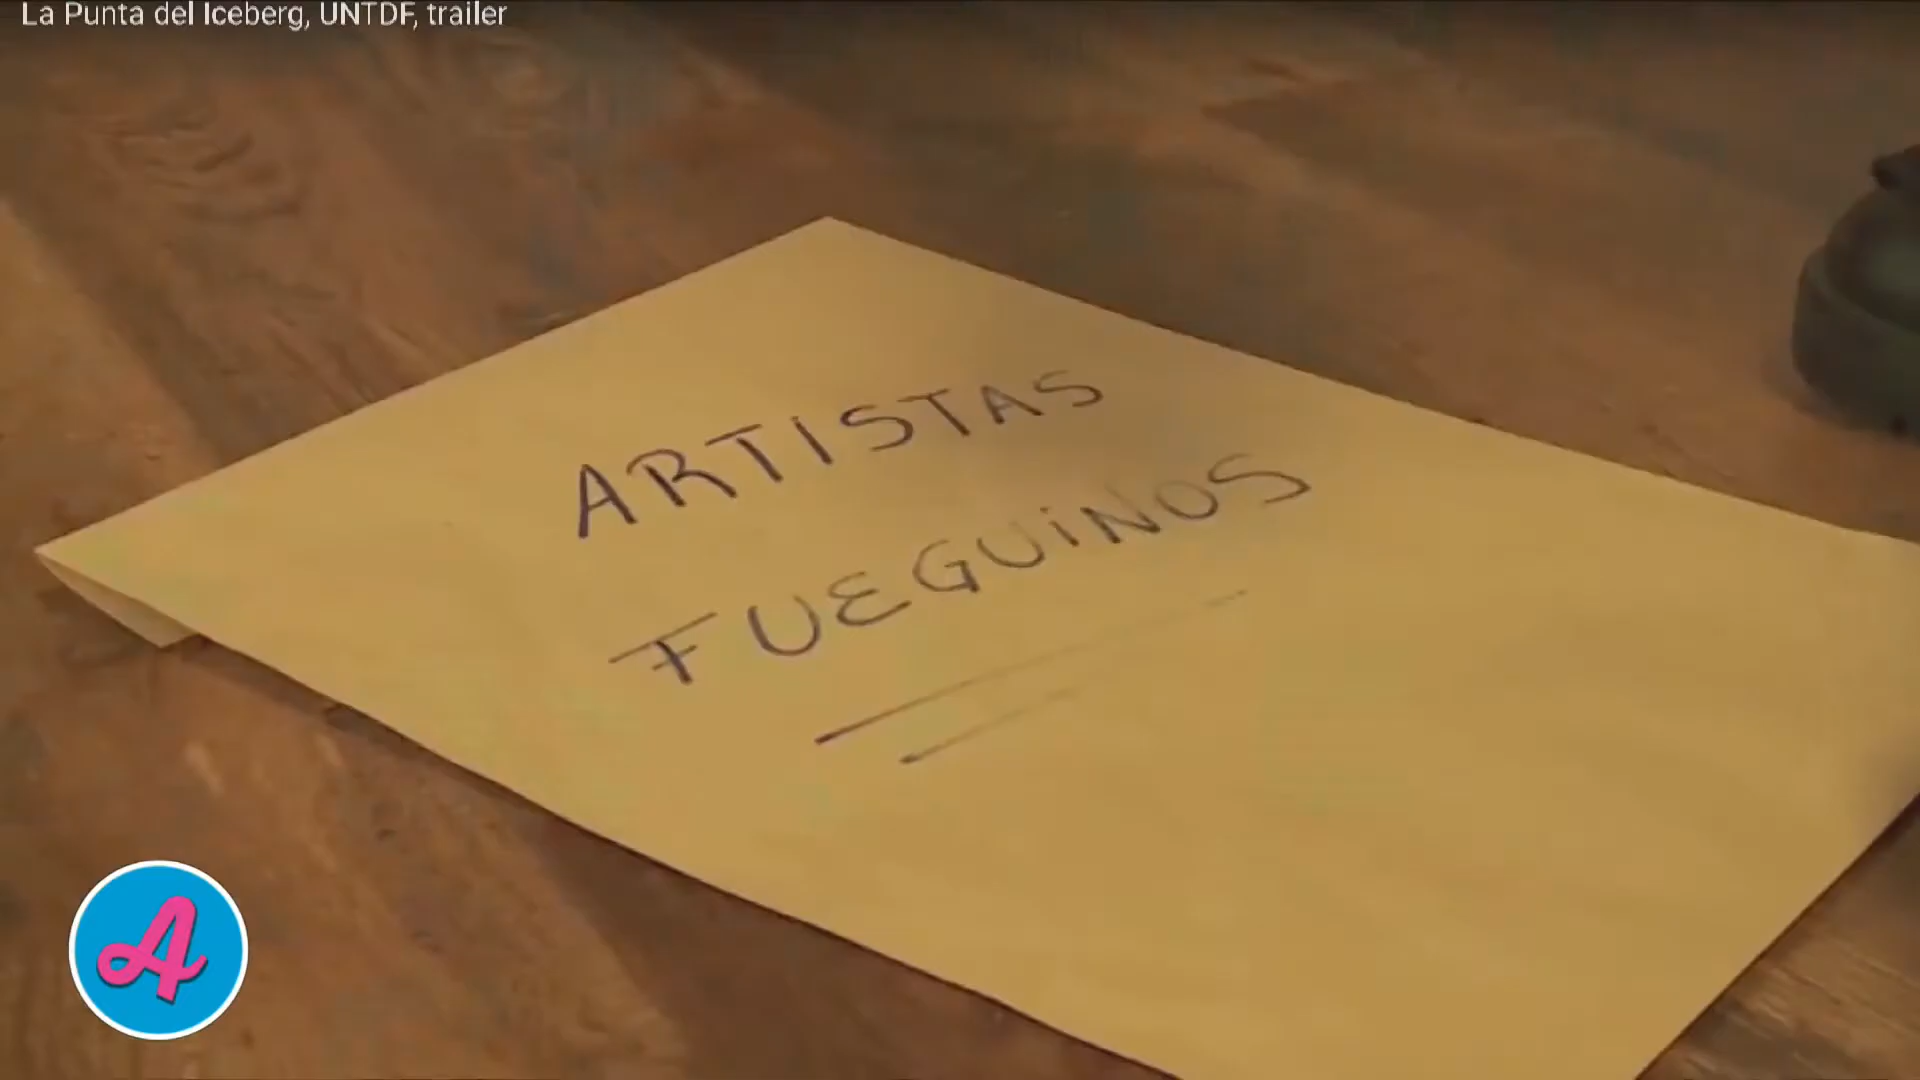 La Punta del Iceberg, UNTDF, trailer
ARTISTAS
FUEGUiNOS
A